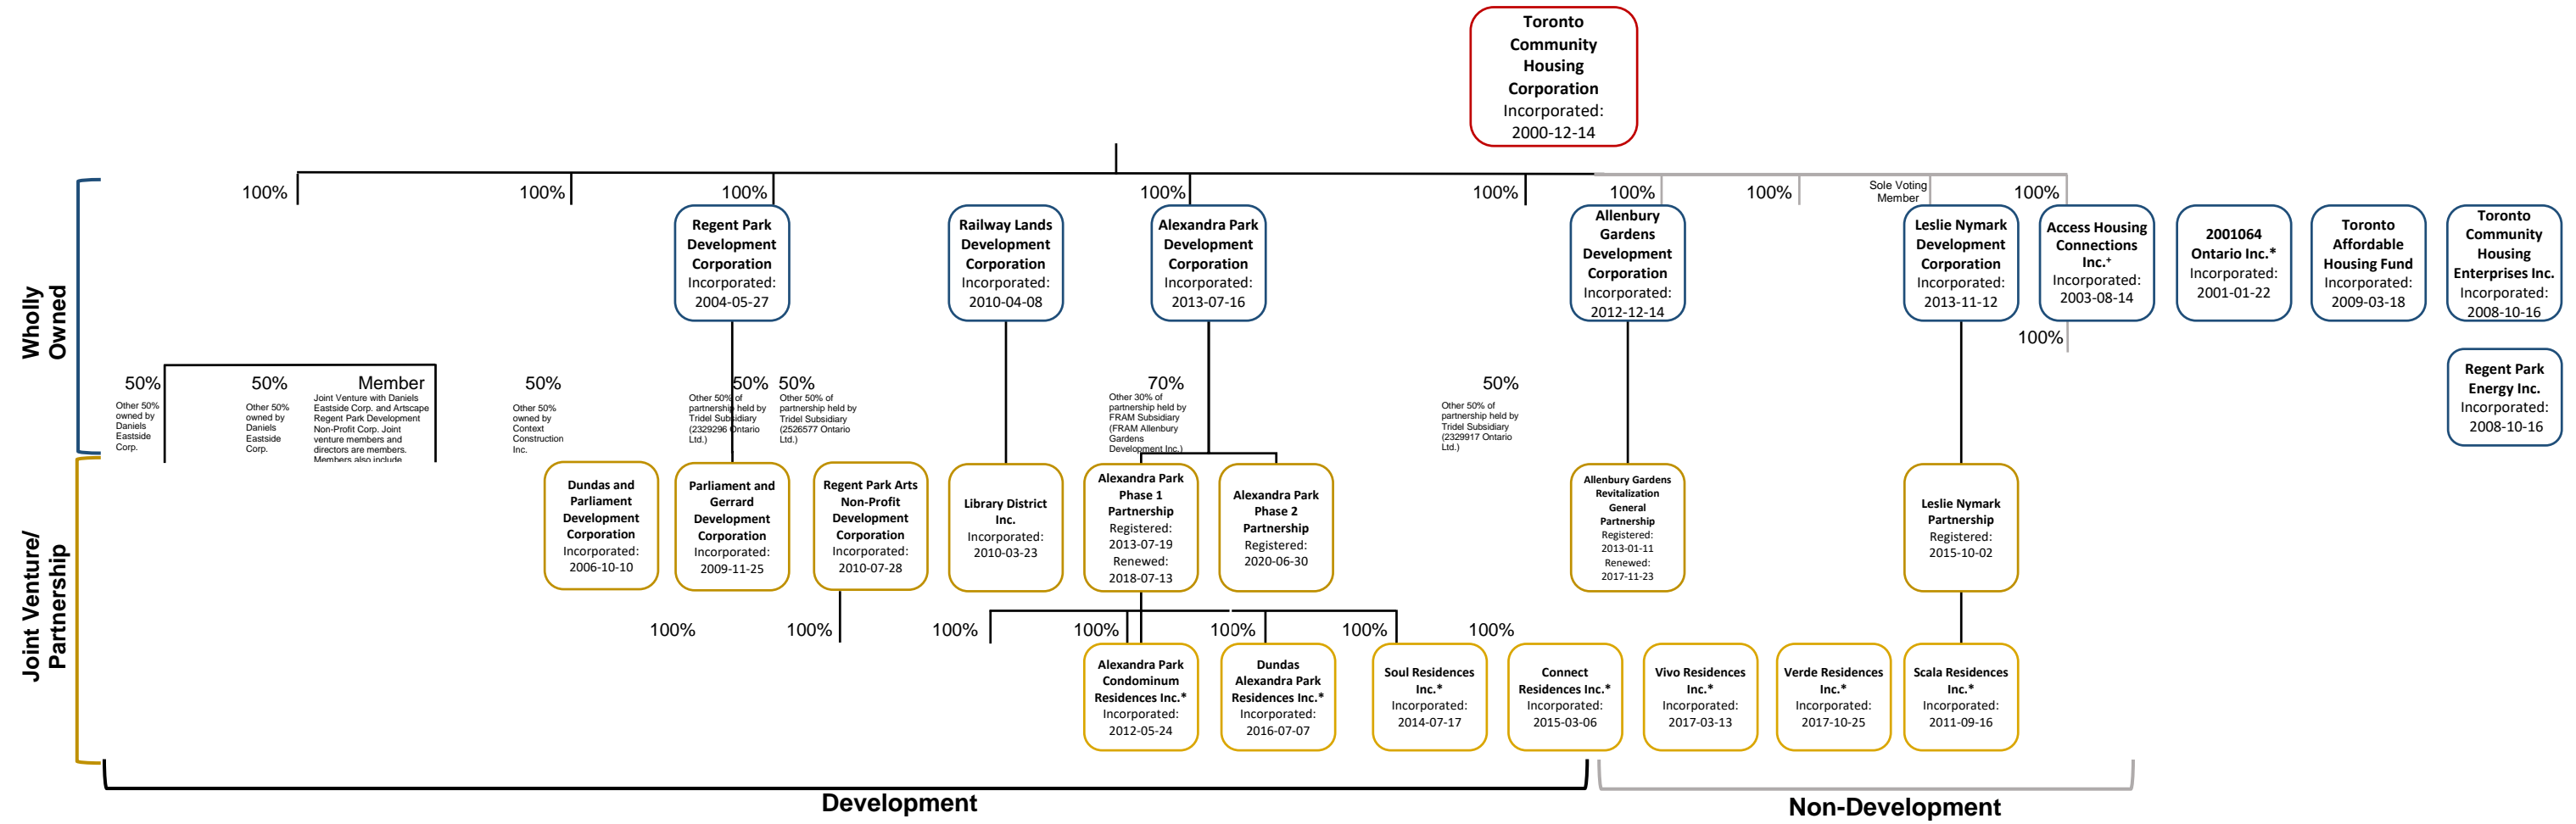 Toronto
Community
Housing
Corporation
Incorporated:
2000-12-14
100%
100%
100%
100%
100%
100%
100%
Sole Voting
Member
100%
Wholly
Owned
Regent Park
Development
Corporation
Incorporated:
2004-05-27
Railway Lands
Development
Corporation
Incorporated:
2010-04-08
Alexandra Park
Development
Corporation
Incorporated:
2013-07-16
Allenbury
Gardens
Development
Corporation
Incorporated:
2012-12-14
Leslie Nymark
Development
Corporation
Incorporated:
2013-11-12
Access Housing
Connections
Inc.+
Incorporated:
2003-08-14
2001064
Ontario Inc.*
Incorporated:
2001-01-22
Toronto
Affordable
Housing Fund
Incorporated:
2009-03-18
Toronto
Community
Housing
Enterprises Inc.
Incorporated:
2008-10-16
100%
Regent Park
Energy Inc.
Incorporated:
2008-10-16
50%
Other 50%
owned by
Daniels
Eastside
Corp.
50%
Other 50%
owned by
Daniels
Eastside
Corp.
Member
Joint Venture with Daniels
Eastside Corp. and Artscape
Regent Park Development
Non-Profit Corp. Joint
venture members and
directors are members.
Members also include
50%
Other 50%
owned by
Context
Construction
Inc.
50%
Other 50% of
partnership held by
Tridel Subsidiary
(2329296 Ontario
Ltd.)
50%
Other 50% of
partnership held by
Tridel Subsidiary
(2526577 Ontario
Ltd.)
70%
Other 30% of
partnership held by
FRAM Subsidiary
(FRAM Allenbury
Gardens
Development Inc.)
50%
Other 50% of
partnership held by
Tridel Subsidiary
(2329917 Ontario
Ltd.)
Joint Venture/
Partnership
Dundas and
Parliament
Development
Corporation
Incorporated:
2006-10-10
Parliament and
Gerrard
Development
Corporation
Incorporated:
2009-11-25
Regent Park Arts
Non-Profit
Development
Corporation
Incorporated:
2010-07-28
Library District
Inc.
Incorporated:
2010-03-23
Alexandra Park
Phase 1
Partnership
Registered:
2013-07-19
Renewed:
2018-07-13
Alexandra Park
Phase 2
Partnership
Registered:
2020-06-30
Allenbury Gardens
Revitalization
General
Partnership
Registered:
2013-01-11
Renewed:
2017-11-23
Leslie Nymark
Partnership
Registered:
2015-10-02
100%
100%
100%
100%
100%
100%
100%
Alexandra Park
Condominum
Residences Inc.*
Incorporated:
2012-05-24
Dundas
Alexandra Park
Residences Inc.*
Incorporated:
2016-07-07
Soul Residences
Inc.*
Incorporated:
2014-07-17
Connect
Residences Inc.*
Incorporated:
2015-03-06
Vivo Residences
Inc.*
Incorporated:
2017-03-13
Verde Residences
Inc.*
Incorporated:
2017-10-25
Scala Residences
Inc.*
Incorporated:
2011-09-16
Development
Non-Development